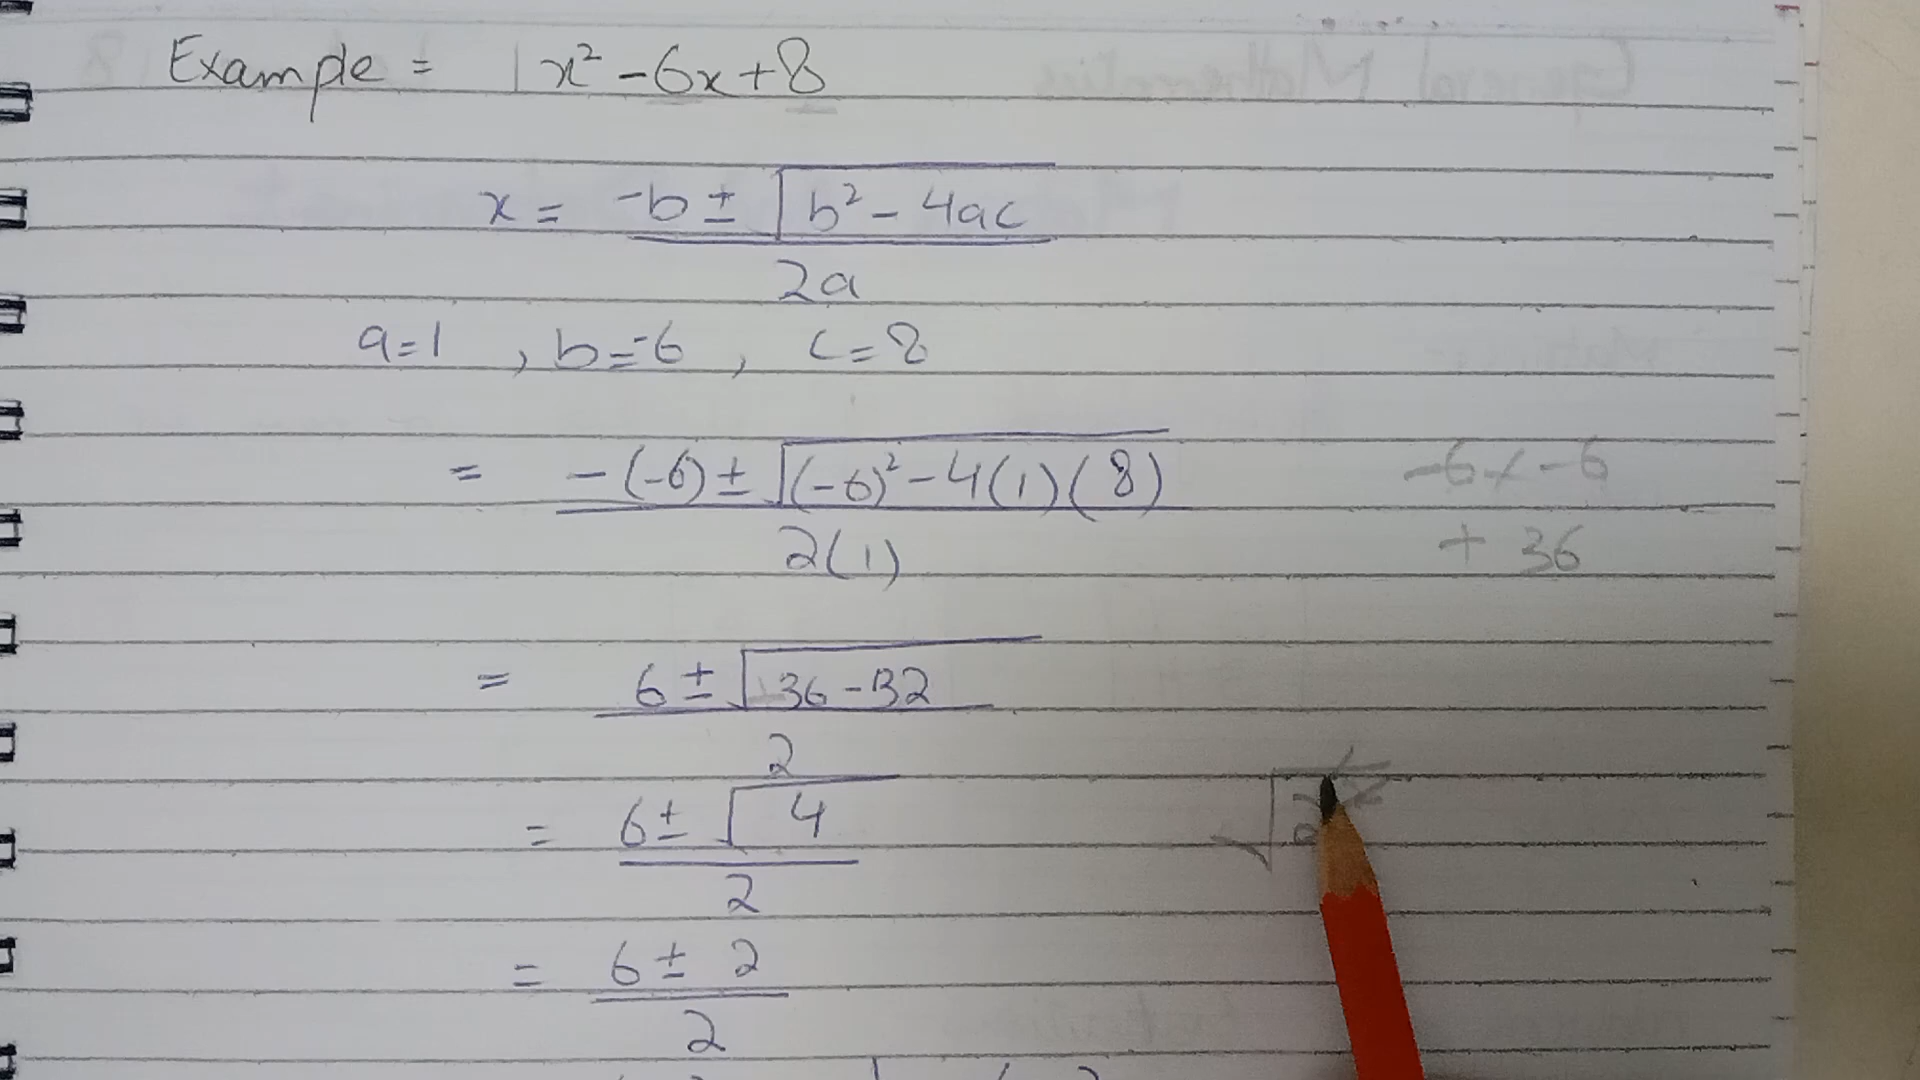 Example = 1x² - 6x + 8
x = -b ± √b² - 4ac
2a
a = 1 , b = -6 , c = 8
= -(-6) ± √(-6)² - 4(1)(8)
2(1)
-6 x -6
+ 36
= 6 ± √36 - 32
2
= 6 ± √4
2
= 6 ± 2
2